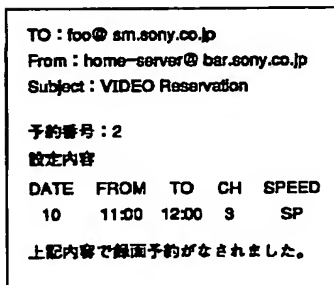 TO：foo@ sm.sony.co.jp
From：home-server@ bar.sony.co.jp
Subject：VIDEO Reservation
予約番号：2
設定内容
DATE FROM TO CH SPEED
10 11:00 12:00 3 SP
上記内容で録画予約がなされました。